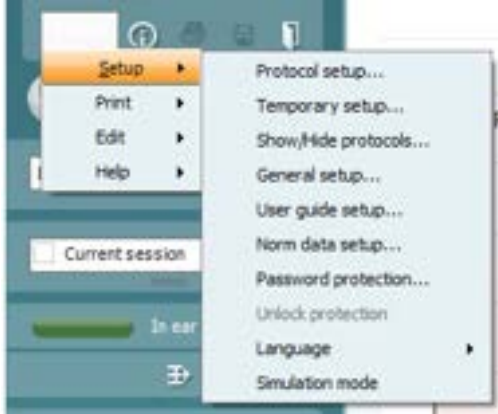 Setup
Print
Edit
Help
Protocol setup...
Temporary setup...
Show/Hide protocols...
General setup...
User guide setup...
Norm data setup...
Password protection...
Unlock protection
Language
Simulation mode
Current session
In ear